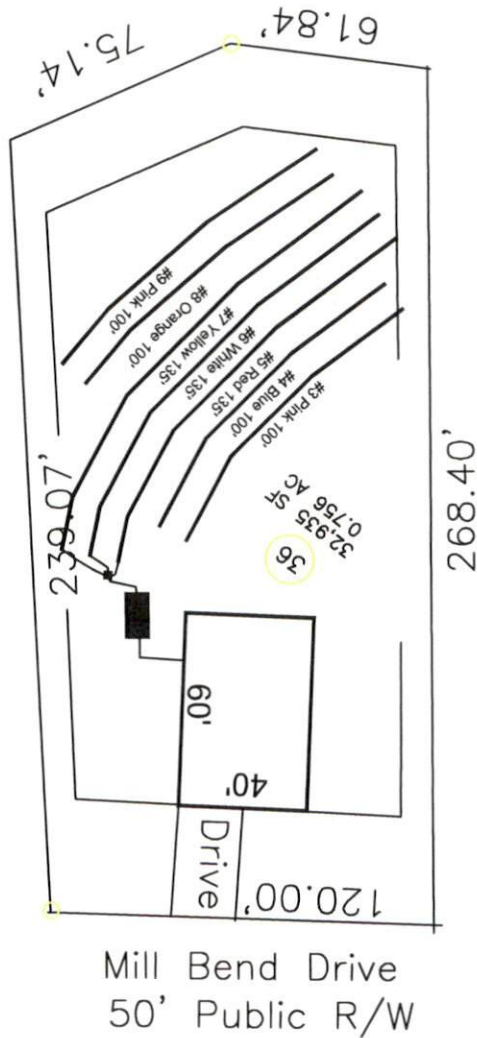 75.14'
61.84'
#9 Pink 100'
#8 Orange 100'
#7 Yellow 135'
#6 White 135'
#5 Red 135'
#4 Blue 100'
#3 Pink 100'
239.07'
268.40'
32,935 SF
0.756 AC
36
60'
40'
Drive
120.00'
Mill Bend Drive
50' Public R/W